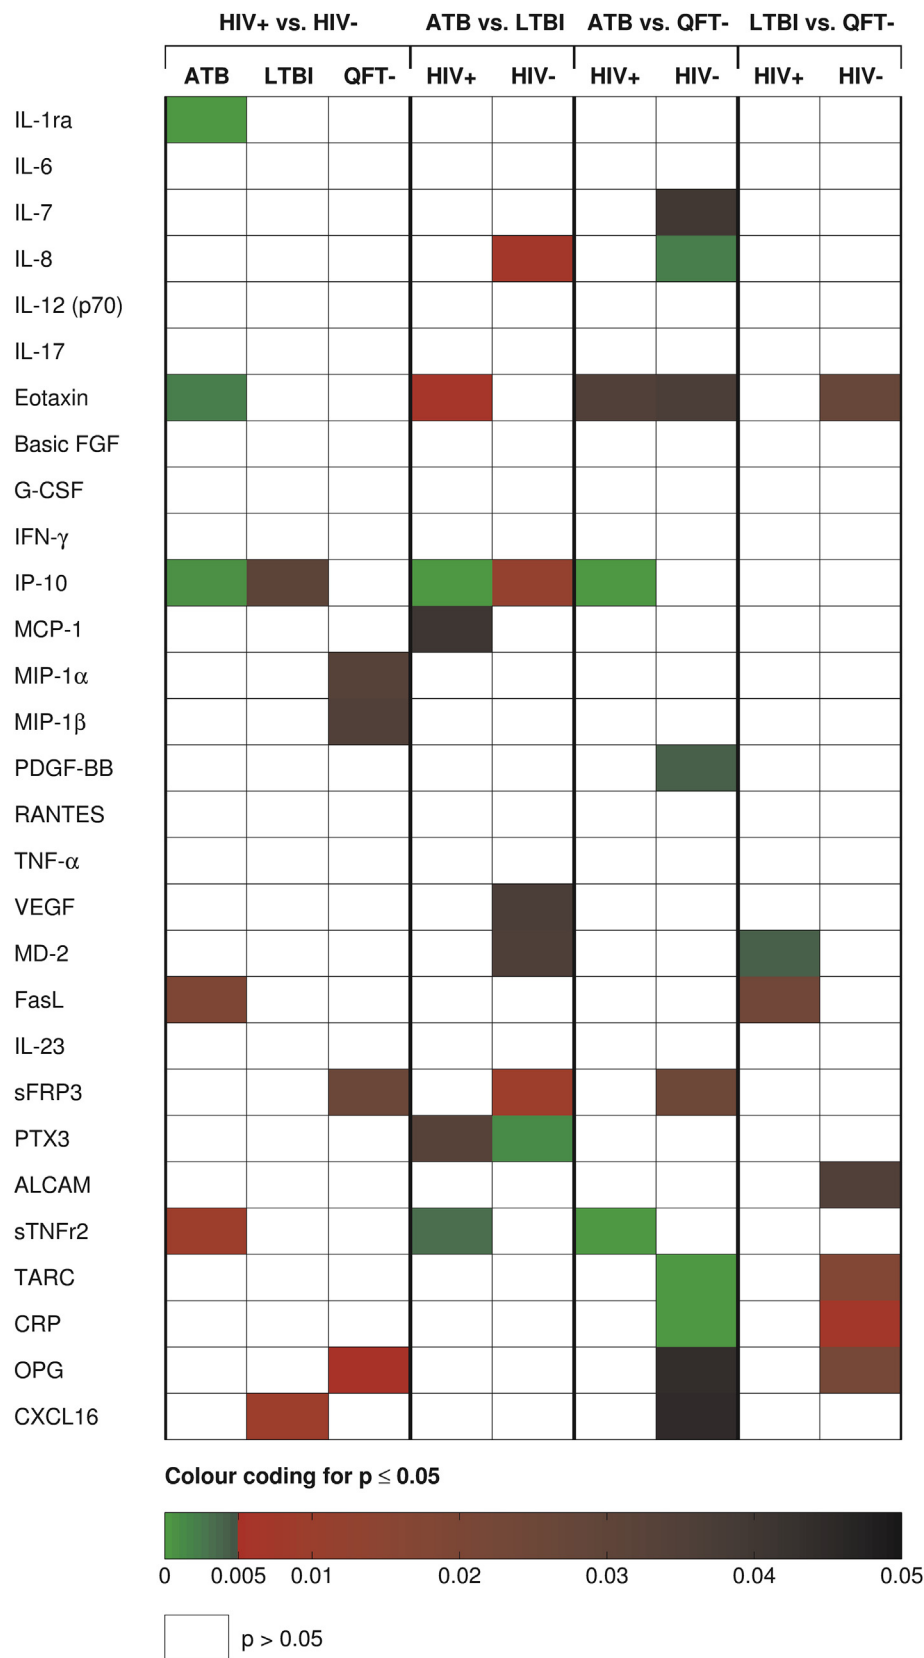 HIV+ vs. HIV- ATB vs. LTBI ATB vs. QFT- LTBI vs. QFT-
ATB LTBI QFT- HIV+ HIV- HIV+ HIV- HIV+ HIV-
IL-1ra
IL-6
IL-7
IL-8
IL-12 (p70)
IL-17
Eotaxin
Basic FGF
G-CSF
IFN-γ
IP-10
MCP-1
MIP-1α
MIP-1β
PDGF-BB
RANTES
TNF-α
VEGF
MD-2
FasL
IL-23
sFRP3
PTX3
ALCAM
sTNFr2
TARC
CRP
OPG
CXCL16
Colour coding for p ≤ 0.05
0 0.005 0.01 0.02 0.03 0.04 0.05
p > 0.05